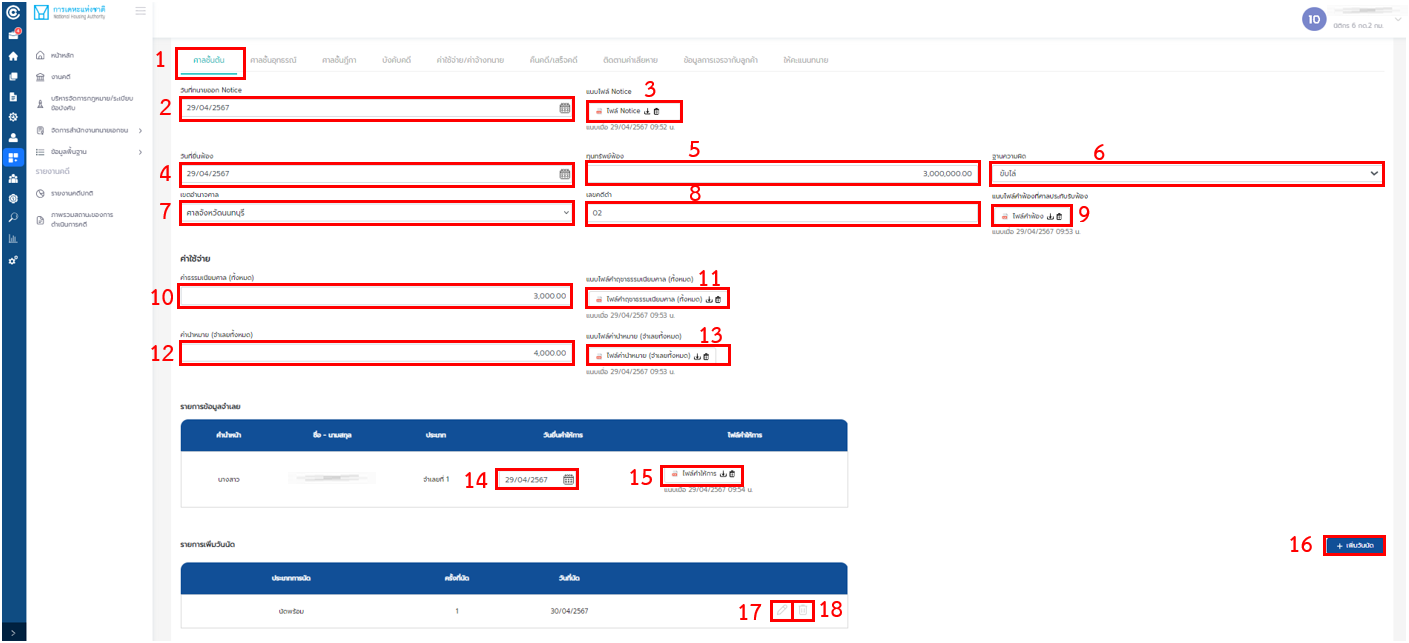 การเคหะแห่งชาติ
National Housing Authority
4
10
นิติกร 6 กด.2 กม.
หน้าหลัก
งานคดี
บริหารจัดการกฎหมาย/ระเบียบ
ข้อบังคับ
จัดการสำนักงานทนายเอกชน
ข้อมูลพื้นฐาน
รายงานคดี
รายงานคดีปกติ
ภาพรวมสถานะของการ
ดำเนินการคดี
1 ศาลชั้นต้น ศาลชั้นอุทธรณ์ ศาลชั้นฎีกา บังคับคดี ค่าใช้จ่าย/ค่าจ้างทนาย คืนคดี/เสร็จคดี ติดตามค่าเสียหาย ข้อมูลการเจรจากับลูกค้า ให้คะแนนทนาย
วันที่ทนายออก Notice แนบไฟล์ Notice 3
2 29/04/2567 ไฟล์ Notice
แนบเมื่อ 29/04/2567 09:52 น.
วันที่ยื่นฟ้อง ทุนทรัพย์ฟ้อง 5 ฐานความผิด 6
4 29/04/2567 3,000,000.00 ขับไล่
เขตอำนาจศาล เลขคดีดำ 8 แนบไฟล์คำฟ้องที่ศาลประทับรับฟ้อง
7 ศาลจังหวัดนนทบุรี 02 ไฟล์คำฟ้อง 9
แนบเมื่อ 29/04/2567 09:53 น.
ค่าใช้จ่าย
ค่าธรรมเนียมศาล (ทั้งหมด) แนบไฟล์ค่าฤชาธรรมเนียมศาล (ทั้งหมด) 11
10 3,000.00 ไฟล์ค่าฤชาธรรมเนียมศาล (ทั้งหมด)
แนบเมื่อ 29/04/2567 09:53 น.
ค่านำหมาย (จำเลยทั้งหมด) แนบไฟล์ค่านำหมาย (จำเลยทั้งหมด) 13
12 4,000.00 ไฟล์ค่านำหมาย (จำเลยทั้งหมด)
แนบเมื่อ 29/04/2567 09:53 น.
รายการข้อมูลจำเลย
คำนำหน้า ชื่อ - นามสกุล ประเภท วันยื่นคำให้การ ไฟล์คำให้การ
นางสาว จำเลยที่ 1 14 29/04/2567 15 ไฟล์คำให้การ
แนบเมื่อ 29/04/2567 09:54 น.
รายการเพิ่มวันนัด 16 + เพิ่มวันนัด
ประเภทการนัด ครั้งที่นัด วันที่นัด
นัดพร้อม 1 30/04/2567 17 18